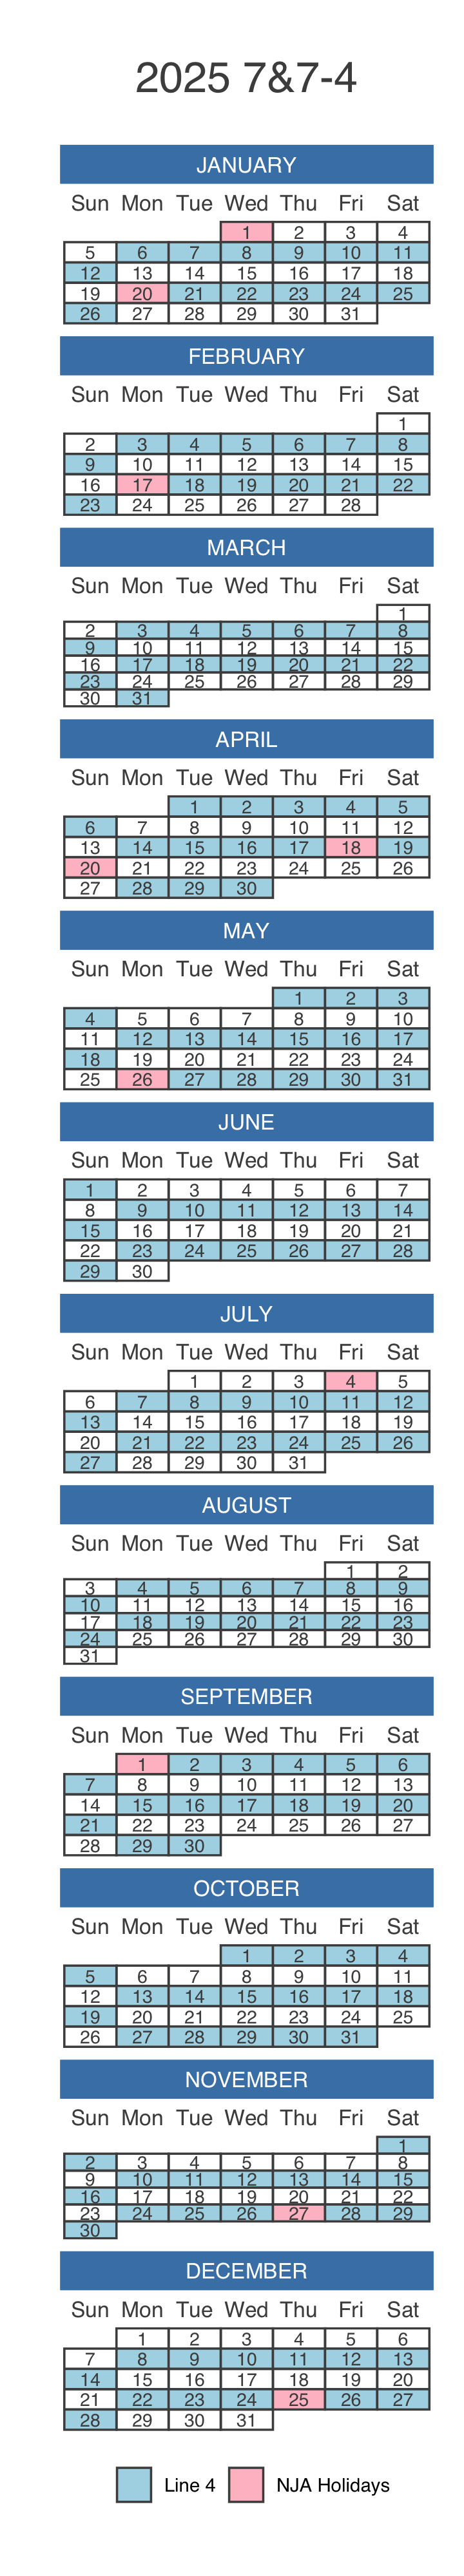 2025 7&7-4
JANUARY
Sun Mon Tue Wed Thu Fri Sat
1 2 3 4
5 6 7 8 9 10 11
12 13 14 15 16 17 18
19 20 21 22 23 24 25
26 27 28 29 30 31
FEBRUARY
Sun Mon Tue Wed Thu Fri Sat
1
2 3 4 5 6 7 8
9 10 11 12 13 14 15
16 17 18 19 20 21 22
23 24 25 26 27 28
MARCH
Sun Mon Tue Wed Thu Fri Sat
1
2 3 4 5 6 7 8
9 10 11 12 13 14 15
16 17 18 19 20 21 22
23 24 25 26 27 28 29
30 31
APRIL
Sun Mon Tue Wed Thu Fri Sat
1 2 3 4 5
6 7 8 9 10 11 12
13 14 15 16 17 18 19
20 21 22 23 24 25 26
27 28 29 30
MAY
Sun Mon Tue Wed Thu Fri Sat
1 2 3
4 5 6 7 8 9 10
11 12 13 14 15 16 17
18 19 20 21 22 23 24
25 26 27 28 29 30 31
JUNE
Sun Mon Tue Wed Thu Fri Sat
1 2 3 4 5 6 7
8 9 10 11 12 13 14
15 16 17 18 19 20 21
22 23 24 25 26 27 28
29 30
JULY
Sun Mon Tue Wed Thu Fri Sat
1 2 3 4 5
6 7 8 9 10 11 12
13 14 15 16 17 18 19
20 21 22 23 24 25 26
27 28 29 30 31
AUGUST
Sun Mon Tue Wed Thu Fri Sat
1 2
3 4 5 6 7 8 9
10 11 12 13 14 15 16
17 18 19 20 21 22 23
24 25 26 27 28 29 30
31
SEPTEMBER
Sun Mon Tue Wed Thu Fri Sat
1 2 3 4 5 6
7 8 9 10 11 12 13
14 15 16 17 18 19 20
21 22 23 24 25 26 27
28 29 30
OCTOBER
Sun Mon Tue Wed Thu Fri Sat
1 2 3 4
5 6 7 8 9 10 11
12 13 14 15 16 17 18
19 20 21 22 23 24 25
26 27 28 29 30 31
NOVEMBER
Sun Mon Tue Wed Thu Fri Sat
1
2 3 4 5 6 7 8
9 10 11 12 13 14 15
16 17 18 19 20 21 22
23 24 25 26 27 28 29
30
DECEMBER
Sun Mon Tue Wed Thu Fri Sat
1 2 3 4 5 6
7 8 9 10 11 12 13
14 15 16 17 18 19 20
21 22 23 24 25 26 27
28 29 30 31
Line 4 NJA Holidays